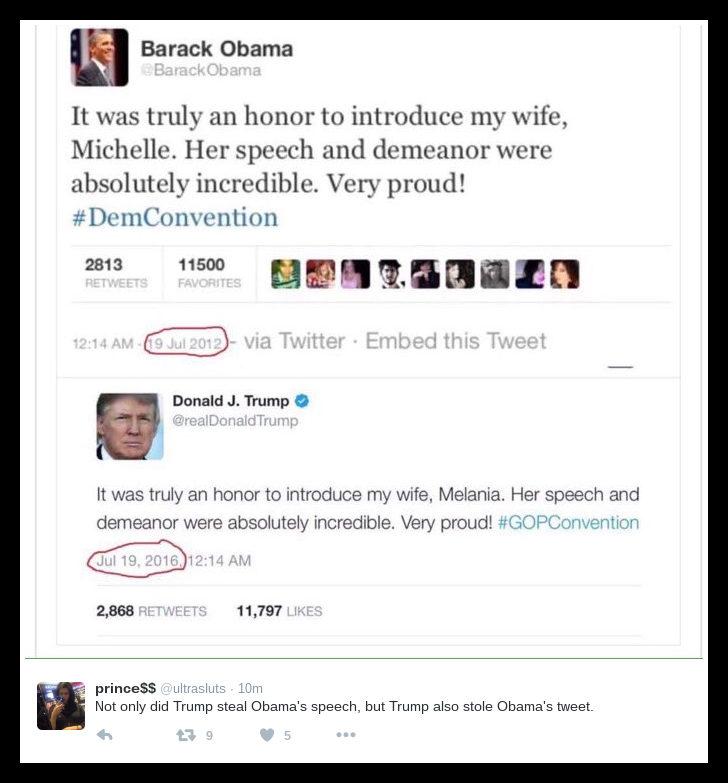 Barack Obama
@BarackObama
It was truly an honor to introduce my wife,
Michelle. Her speech and demeanor were
absolutely incredible. Very proud!
#DemConvention
2813 11500
RETWEETS FAVORITES
12:14 AM - 19 Jul 2012 - via Twitter · Embed this Tweet
Donald J. Trump
@realDonaldTrump
It was truly an honor to introduce my wife, Melania. Her speech and
demeanor were absolutely incredible. Very proud! #GOPConvention
Jul 19, 2016, 12:14 AM
2,868 RETWEETS 11,797 LIKES
prince$$ @ultrasluts · 10m
Not only did Trump steal Obama's speech, but Trump also stole Obama's tweet.
9 5